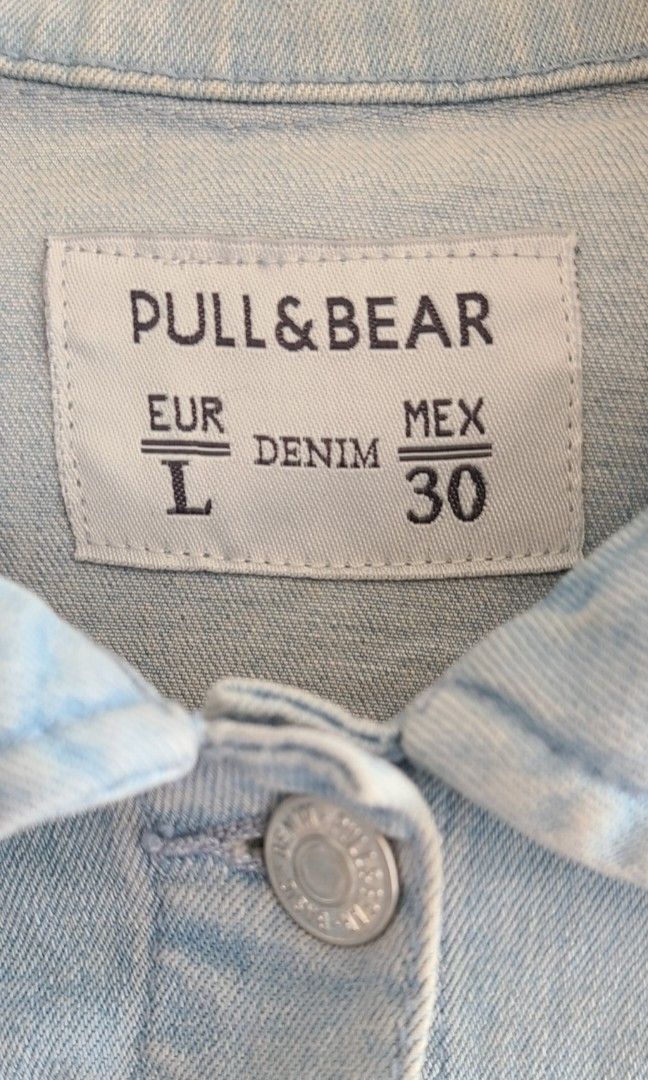 PULL&BEAR
EUR MEX
DENIM
L 30